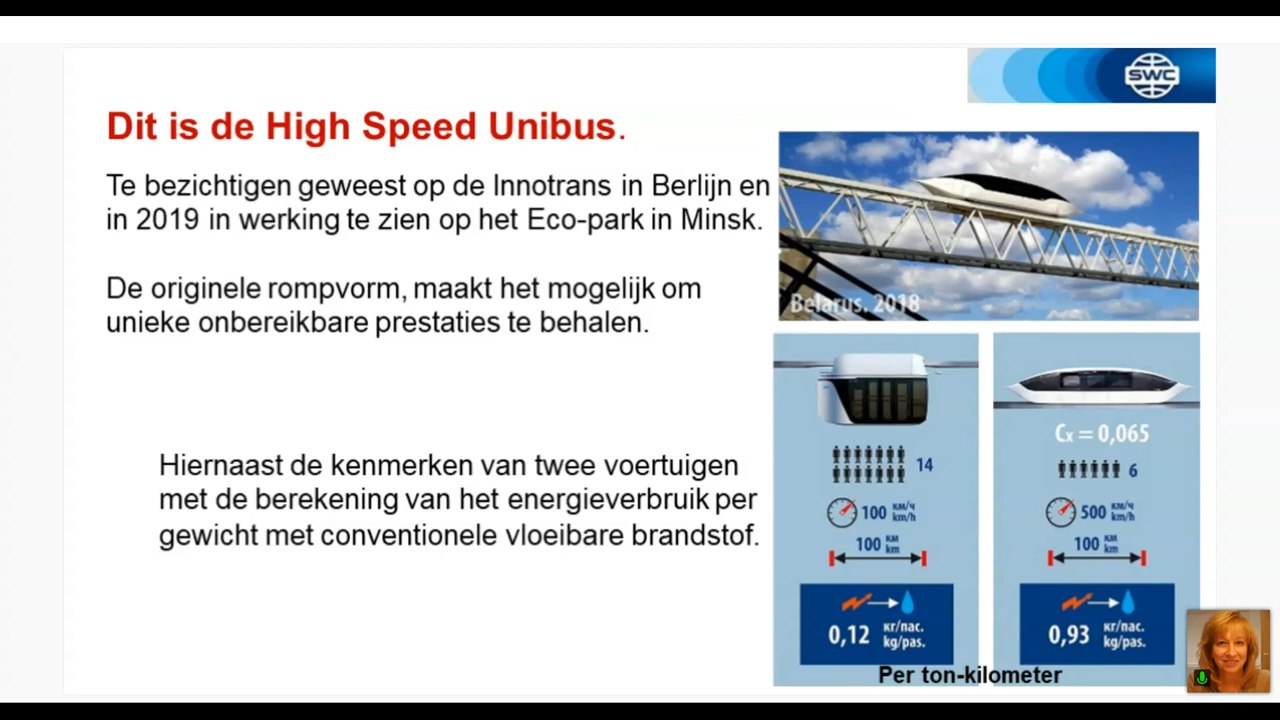 SWC
Dit is de High Speed Unibus.
Te bezichtigen geweest op de Innotrans in Berlijn en
in 2019 in werking te zien op het Eco-park in Minsk.
De originele rompvorm, maakt het mogelijk om
unieke onbereikbare prestaties te behalen.
Hiernaast de kenmerken van twee voertuigen
met de berekening van het energieverbruik per
gewicht met conventionele vloeibare brandstof.
Belarus. 2018
14
100 км/ч
km/h
100 км
km
0,12 кг/пас.
kg/pas.
Cx = 0,065
6
500 км/ч
km/h
100 км
km
0,93 кг/пас.
kg/pas.
Per ton-kilometer